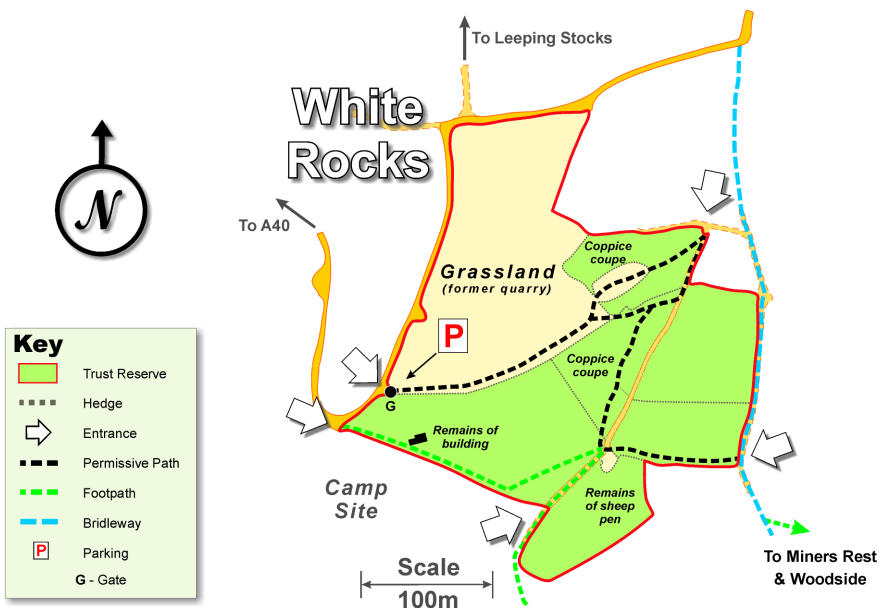 To Leeping Stocks
White
Rocks
N
To A40
Coppice
coupe
Grassland
(former quarry)
P
Coppice
coupe
G
Remains of
building
Camp
Site
Remains
of sheep
pen
To Miners Rest
& Woodside
Scale
100m
Key
Trust Reserve
Hedge
Entrance
Permissive Path
Footpath
Bridleway
P Parking
G - Gate